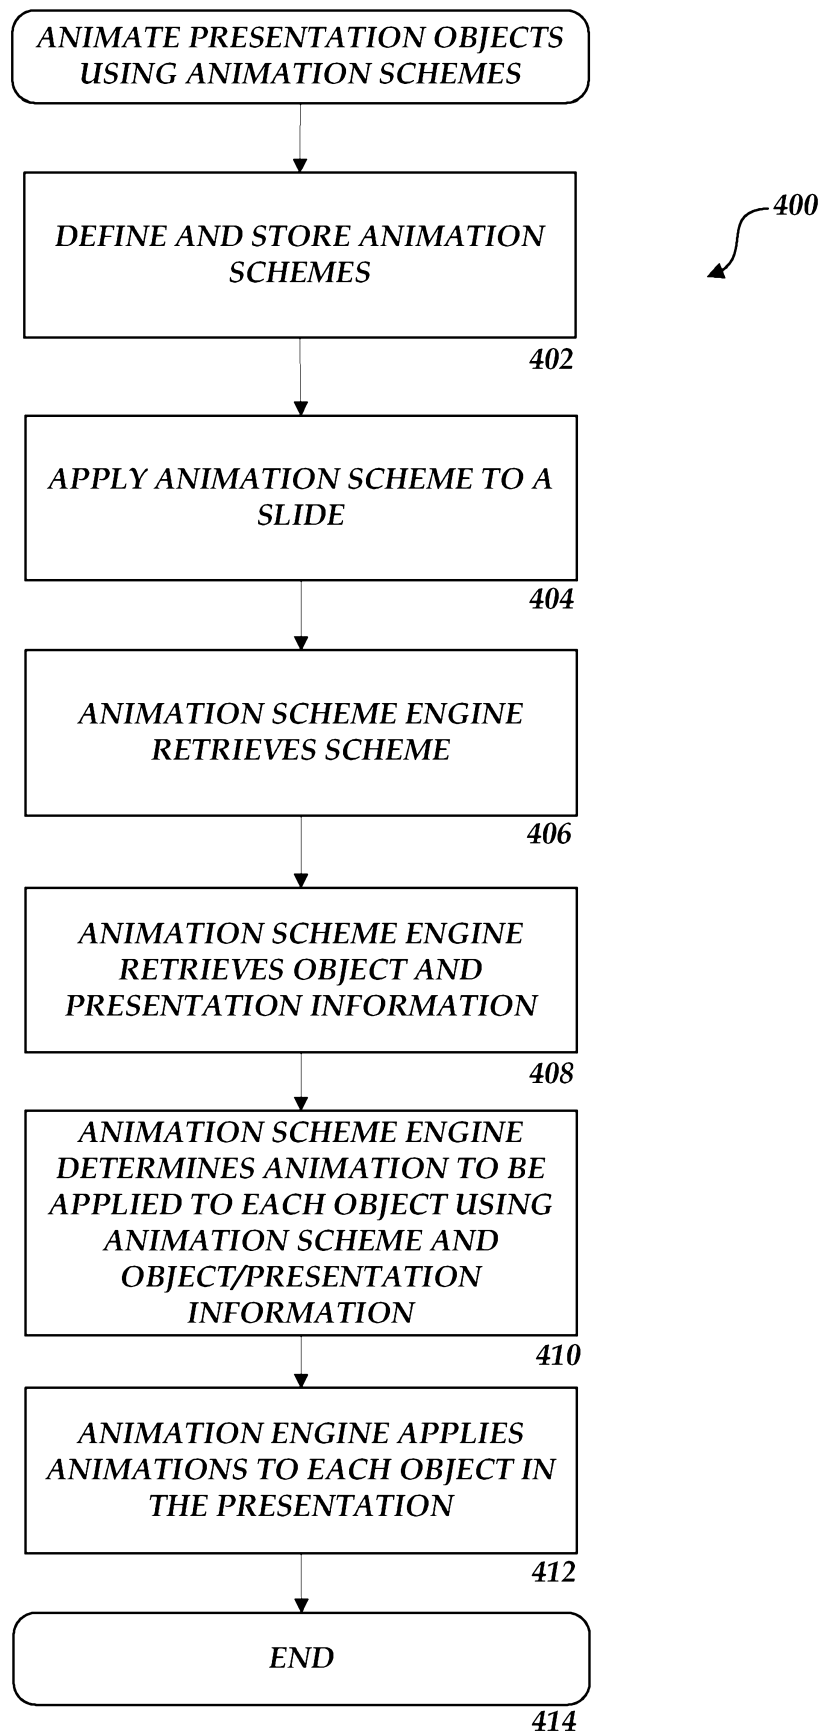 ANIMATE PRESENTATION OBJECTS
USING ANIMATION SCHEMES
400
DEFINE AND STORE ANIMATION
SCHEMES
402
APPLY ANIMATION SCHEME TO A
SLIDE
404
ANIMATION SCHEME ENGINE
RETRIEVES SCHEME
406
ANIMATION SCHEME ENGINE
RETRIEVES OBJECT AND
PRESENTATION INFORMATION
408
ANIMATION SCHEME ENGINE
DETERMINES ANIMATION TO BE
APPLIED TO EACH OBJECT USING
ANIMATION SCHEME AND
OBJECT/PRESENTATION
INFORMATION
410
ANIMATION ENGINE APPLIES
ANIMATIONS TO EACH OBJECT IN
THE PRESENTATION
412
END
414